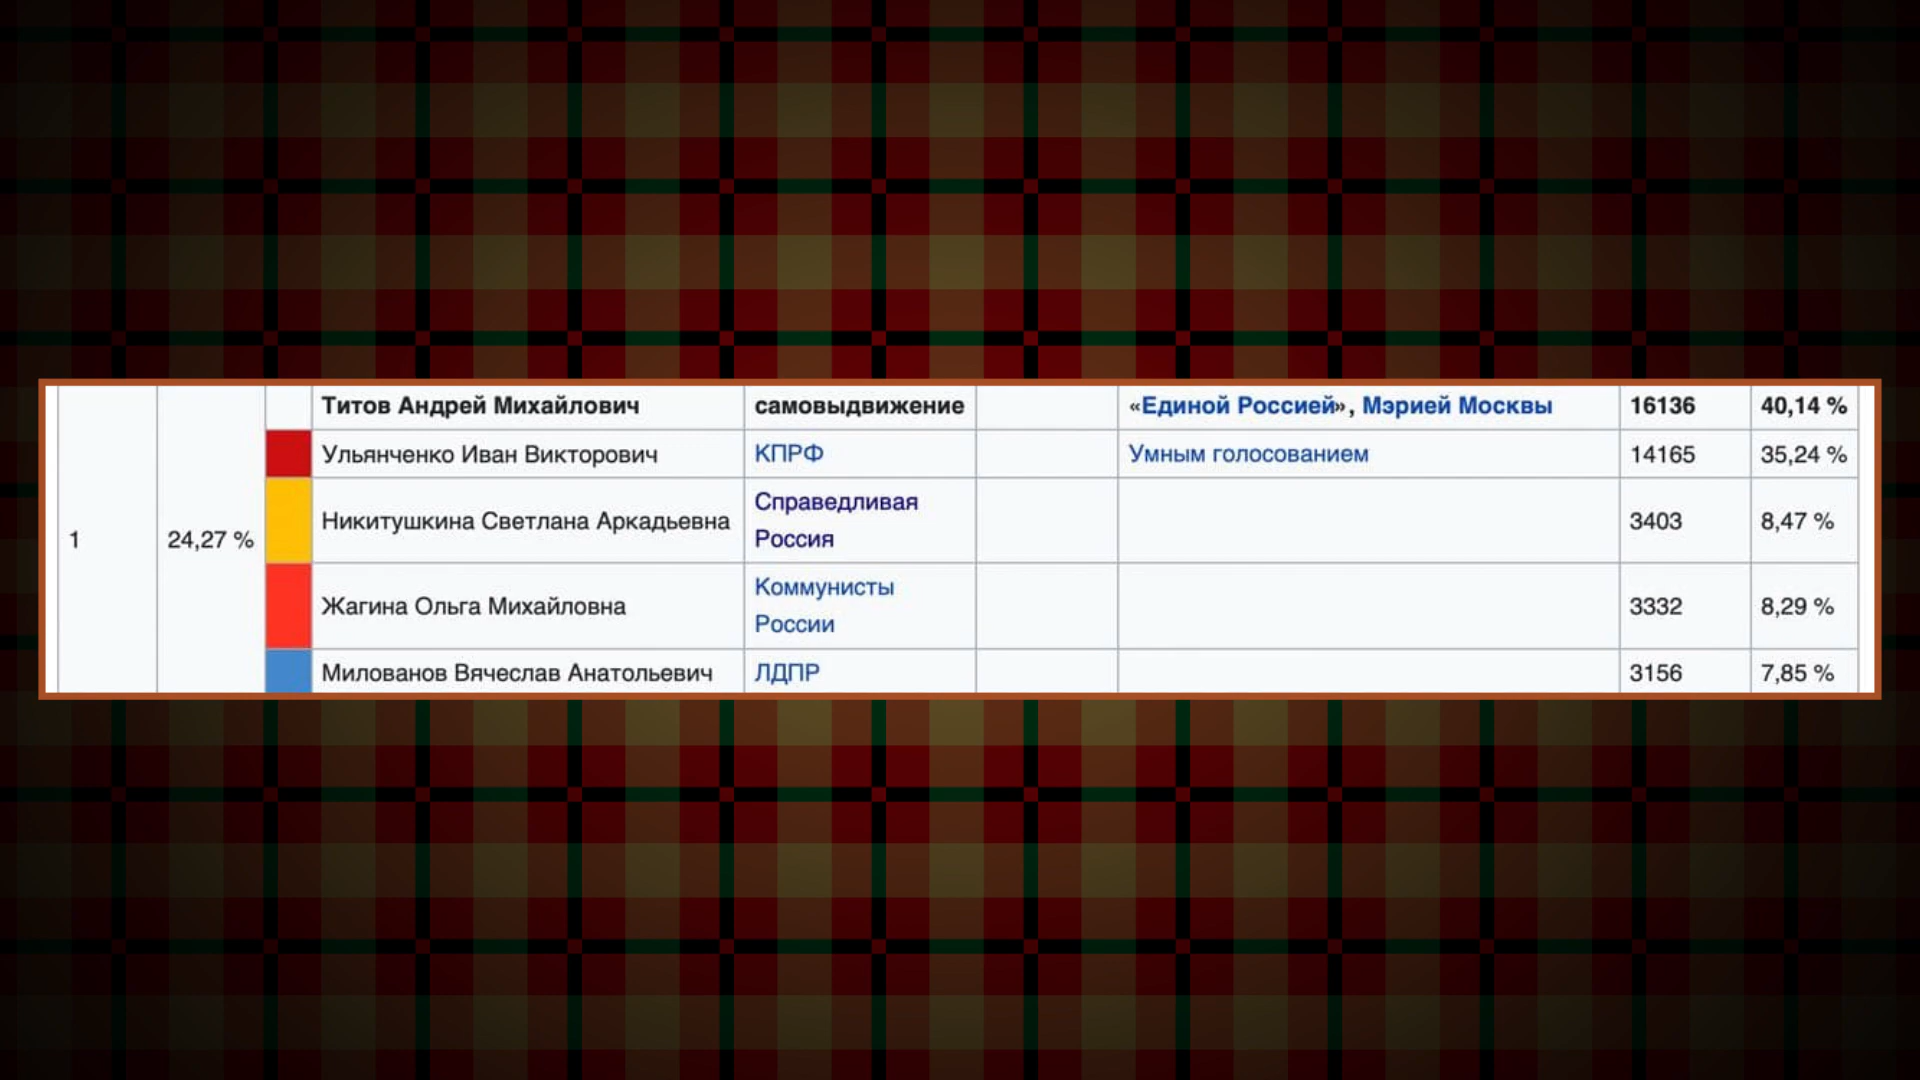 Титов Андрей Михайлович самовыдвижение «Единой Россией», Мэрией Москвы 16136 40,14 %
Ульянченко Иван Викторович КПРФ Умным голосованием 14165 35,24 %
1 24,27 % Никитушкина Светлана Аркадьевна Справедливая Россия 3403 8,47 %
Жагина Ольга Михайловна Коммунисты России 3332 8,29 %
Милованов Вячеслав Анатольевич ЛДПР 3156 7,85 %